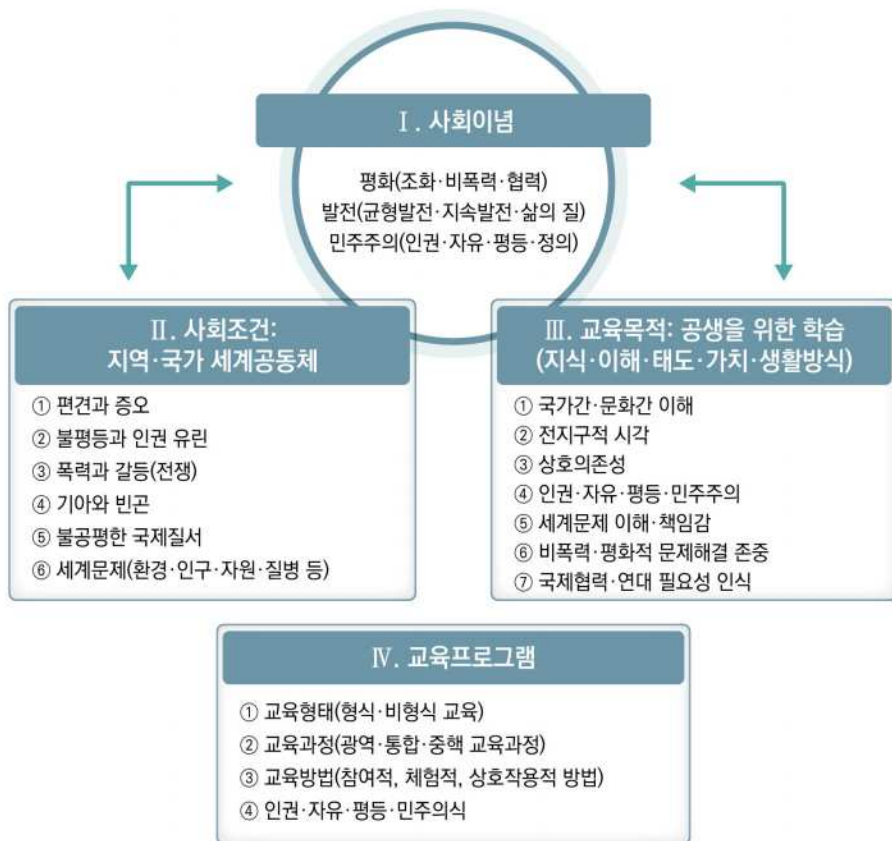 Ⅰ. 사회이념
평화(조화·비폭력·협력)
발전(균형발전·지속발전·삶의 질)
민주주의(인권·자유·평등·정의)
Ⅱ. 사회조건:
지역·국가 세계공동체
① 편견과 증오
② 불평등과 인권 유린
③ 폭력과 갈등(전쟁)
④ 기아와 빈곤
⑤ 불공평한 국제질서
⑥ 세계문제(환경·인구·자원·질병 등)
Ⅲ. 교육목적: 공생을 위한 학습
(지식·이해·태도·가치·생활방식)
① 국가간·문화간 이해
② 전지구적 시각
③ 상호의존성
④ 인권·자유·평등·민주주의
⑤ 세계문제 이해·책임감
⑥ 비폭력·평화적 문제해결 존중
⑦ 국제협력·연대 필요성 인식
Ⅳ. 교육프로그램
① 교육형태(형식·비형식 교육)
② 교육과정(광역·통합·중핵 교육과정)
③ 교육방법(참여적, 체험적, 상호작용적 방법)
④ 인권·자유·평등·민주의식